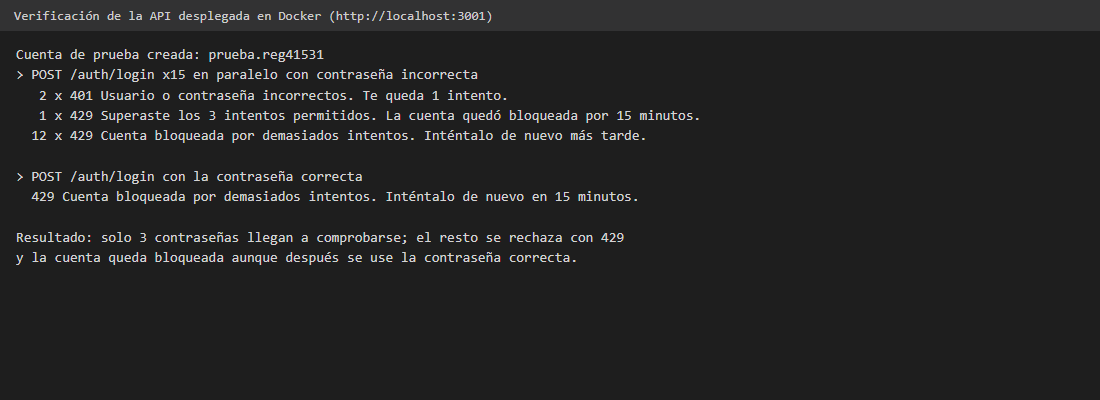 Verificación de la API desplegada en Docker (http://localhost:3001)
Cuenta de prueba creada: prueba.reg41531
> POST /auth/login x15 en paralelo con contraseña incorrecta
2 x 401 Usuario o contraseña incorrectos. Te queda 1 intento.
1 x 429 Superaste los 3 intentos permitidos. La cuenta quedó bloqueada por 15 minutos.
12 x 429 Cuenta bloqueada por demasiados intentos. Inténtalo de nuevo más tarde.
> POST /auth/login con la contraseña correcta
429 Cuenta bloqueada por demasiados intentos. Inténtalo de nuevo en 15 minutos.
Resultado: solo 3 contraseñas llegan a comprobarse; el resto se rechaza con 429
y la cuenta queda bloqueada aunque después se use la contraseña correcta.